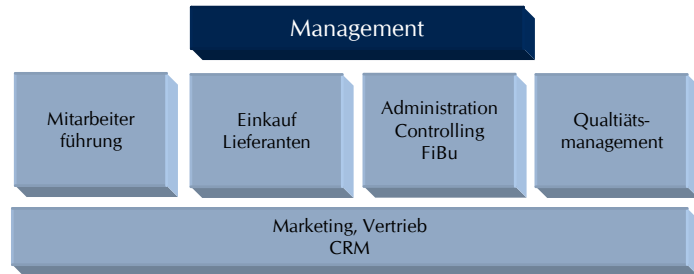 Management
Mitarbeiter
führung
Einkauf
Lieferanten
Administration
Controlling
FiBu
Qualtiäts-
management
Marketing, Vertrieb
CRM